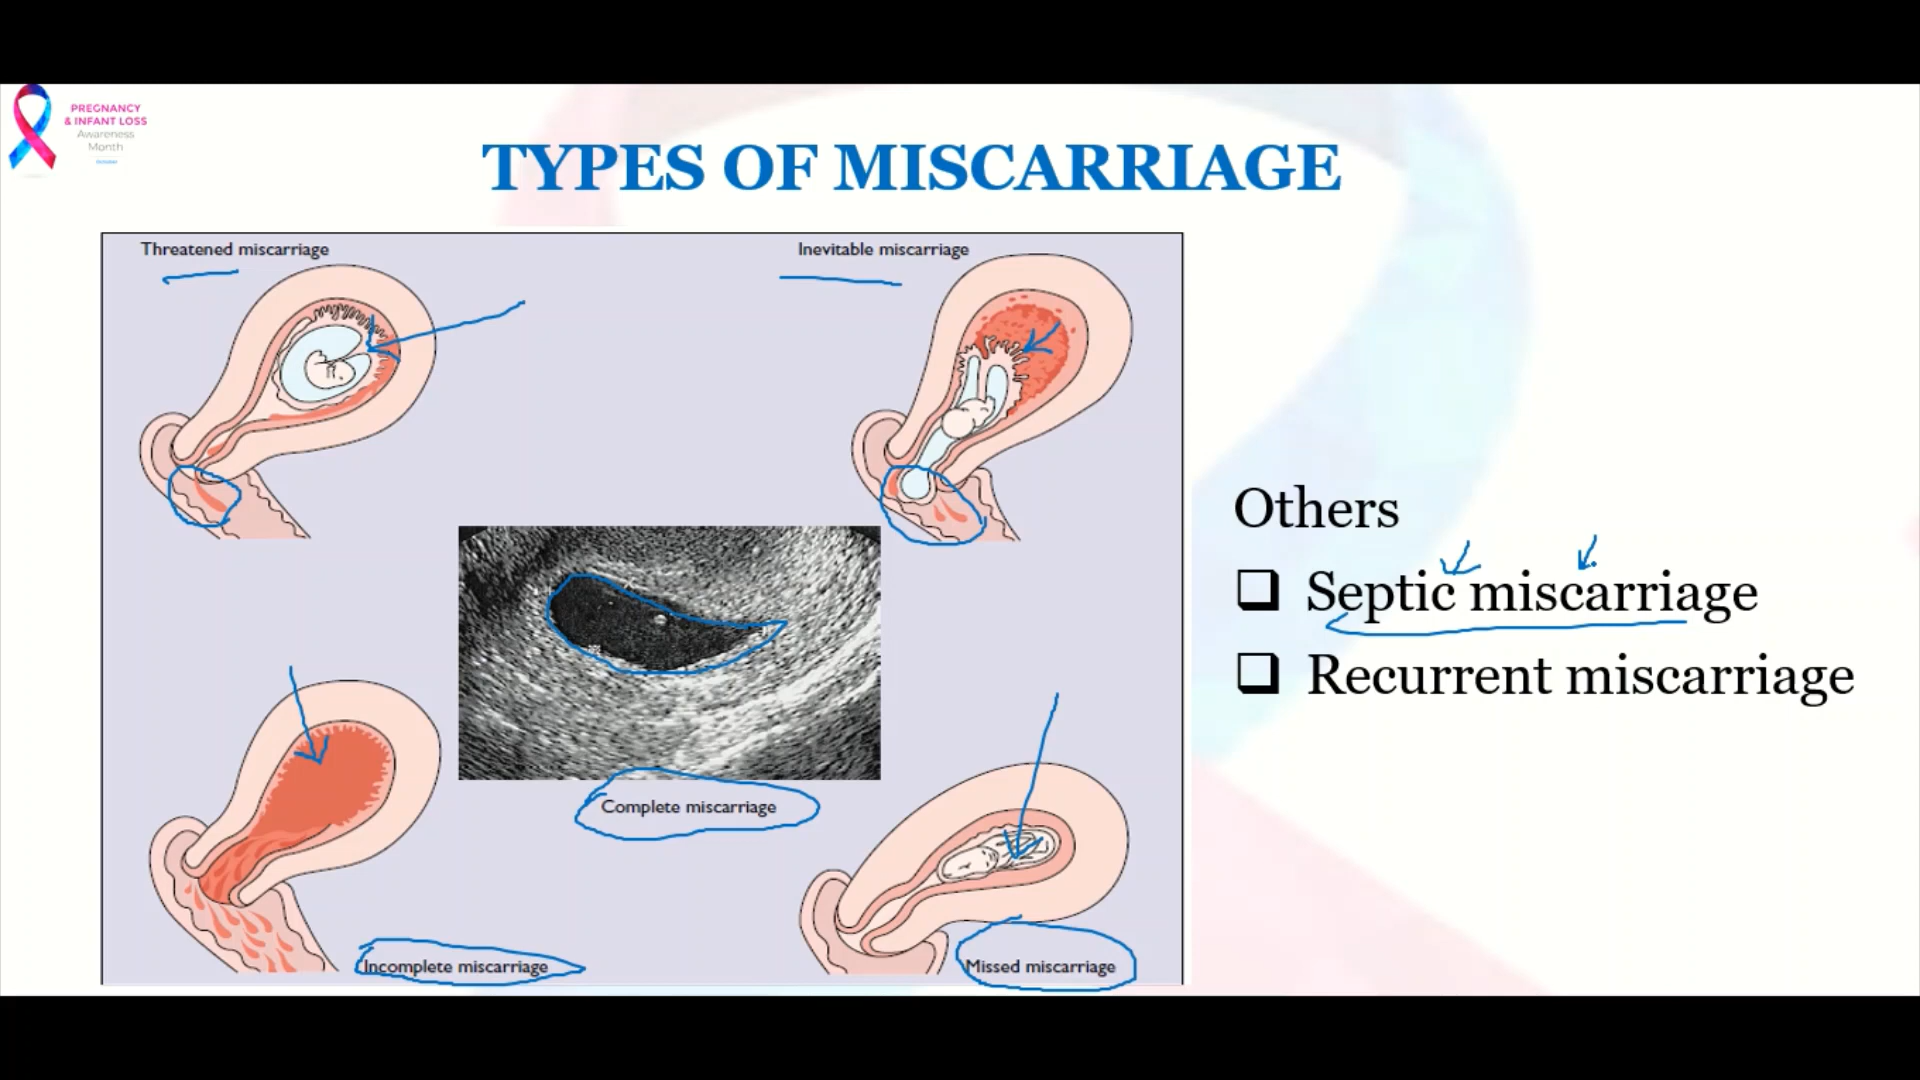 PREGNANCY
& INFANT LOSS
Awareness
Month
TYPES OF MISCARRIAGE
Threatened miscarriage
Inevitable miscarriage
Complete miscarriage
Incomplete miscarriage
Missed miscarriage
Others
Septic miscarriage
Recurrent miscarriage